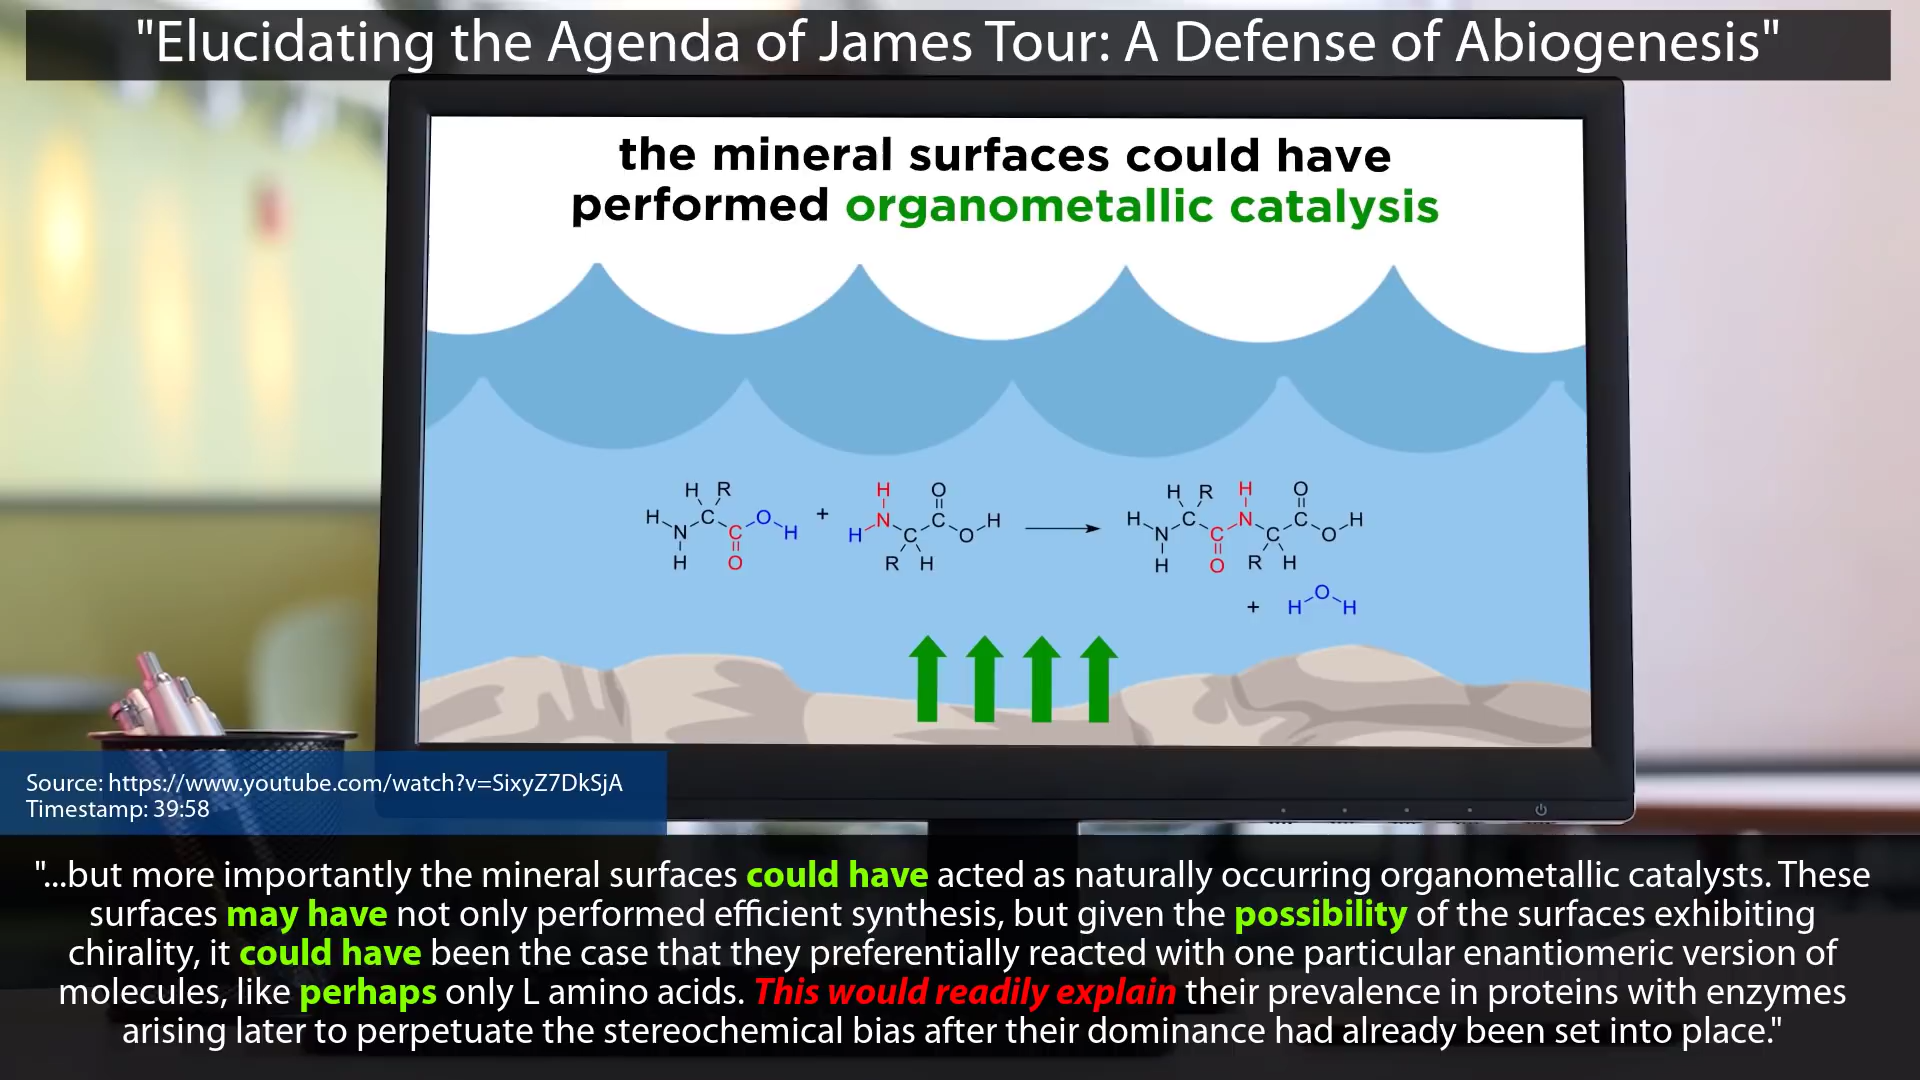 "Elucidating the Agenda of James Tour: A Defense of Abiogenesis"
the mineral surfaces could have
performed organometallic catalysis
H R H O H R H O
H N C C O H + H N C C O H → H N C C N C C O H
H O R H H O R H
+ H O H
Source: https://www.youtube.com/watch?v=SixyZ7DkSjA
Timestamp: 39:58
"...but more importantly the mineral surfaces could have acted as naturally occurring organometallic catalysts. These
surfaces may have not only performed efficient synthesis, but given the possibility of the surfaces exhibiting
chirality, it could have been the case that they preferentially reacted with one particular enantiomeric version of
molecules, like perhaps only L amino acids. This would readily explain their prevalence in proteins with enzymes
arising later to perpetuate the stereochemical bias after their dominance had already been set into place."